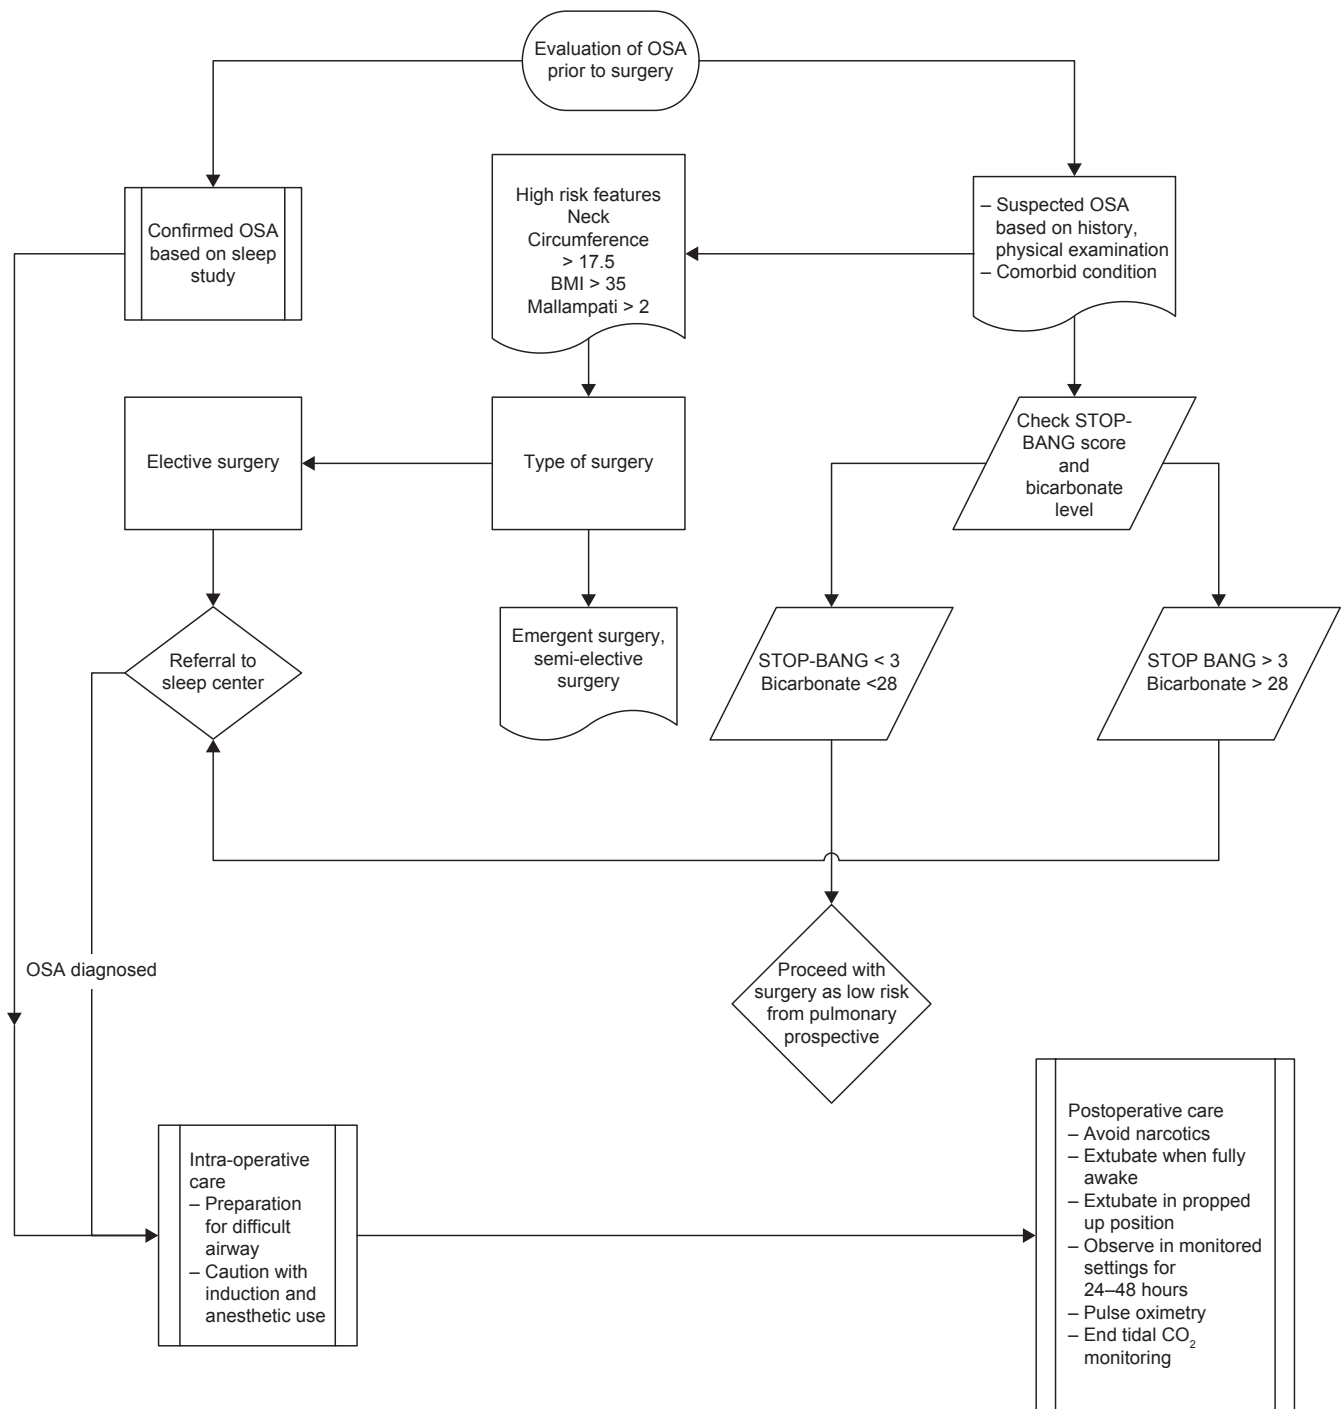 Evaluation of OSA
prior to surgery
Confirmed OSA
based on sleep
study
High risk features
Neck
Circumference
> 17.5
BMI > 35
Mallampati > 2
– Suspected OSA
based on history,
physical examination
– Comorbid condition
Elective surgery
Type of surgery
Check STOP-
BANG score
and
bicarbonate
level
Referral to
sleep center
Emergent surgery,
semi-elective
surgery
STOP-BANG < 3
Bicarbonate <28
STOP BANG > 3
Bicarbonate > 28
OSA diagnosed
Proceed with
surgery as low risk
from pulmonary
prospective
Intra-operative
care
– Preparation
for difficult
airway
– Caution with
induction and
anesthetic use
Postoperative care
– Avoid narcotics
– Extubate when fully
awake
– Extubate in propped
up position
– Observe in monitored
settings for
24–48 hours
– Pulse oximetry
– End tidal CO₂
monitoring